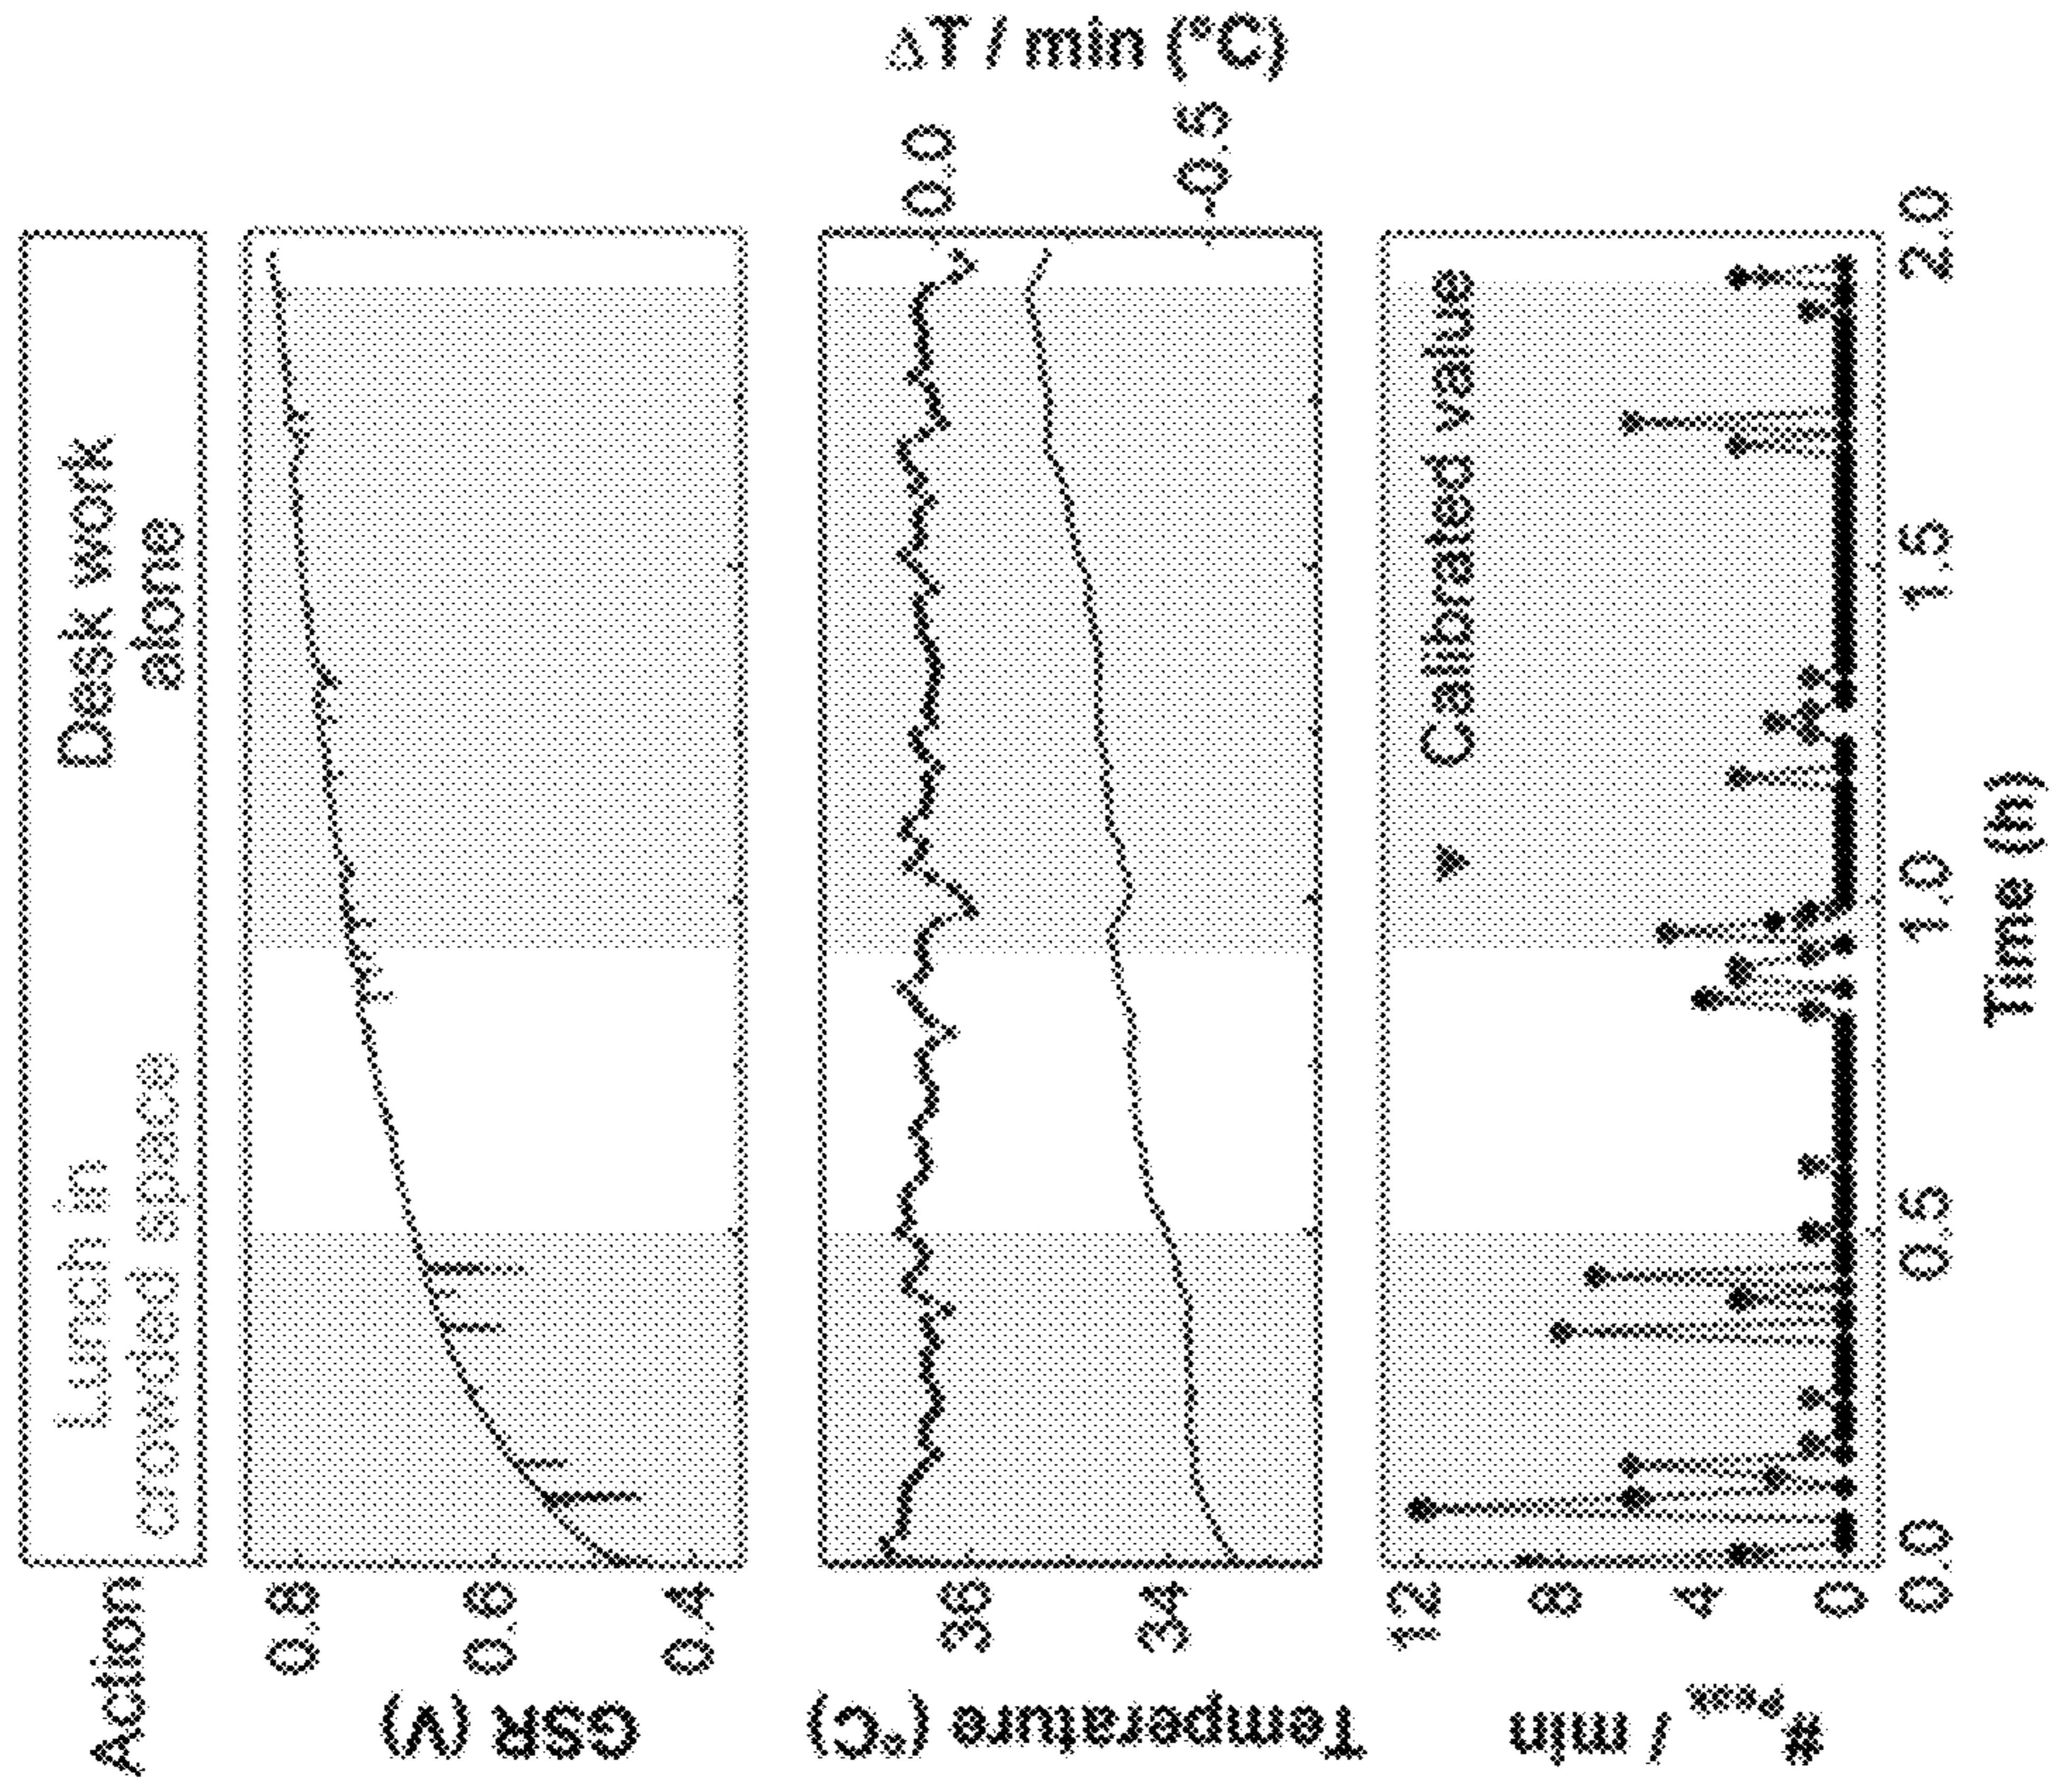 Action
Lunch in
crowded space
Desk work
alone
GSR (V)
0.8
0.6
0.4
Temperature (°C)
36
34
ΔT / min (°C)
0.0
-0.5
#Peak / min
12
8
4
0
Calibrated value
0.0
0.5
1.0
1.5
2.0
Time (h)